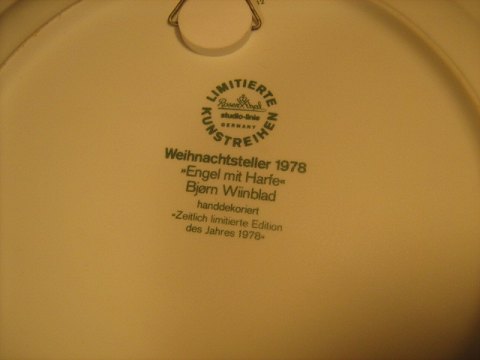 LIMITIERTE
Rosenthal
studio-linie
GERMANY
KUNSTREIHEN
Weihnachtsteller 1978
»Engel mit Harfe«
Bjørn Wiinblad
handdekoriert
»Zeitlich limitierte Edition
des Jahres 1978»